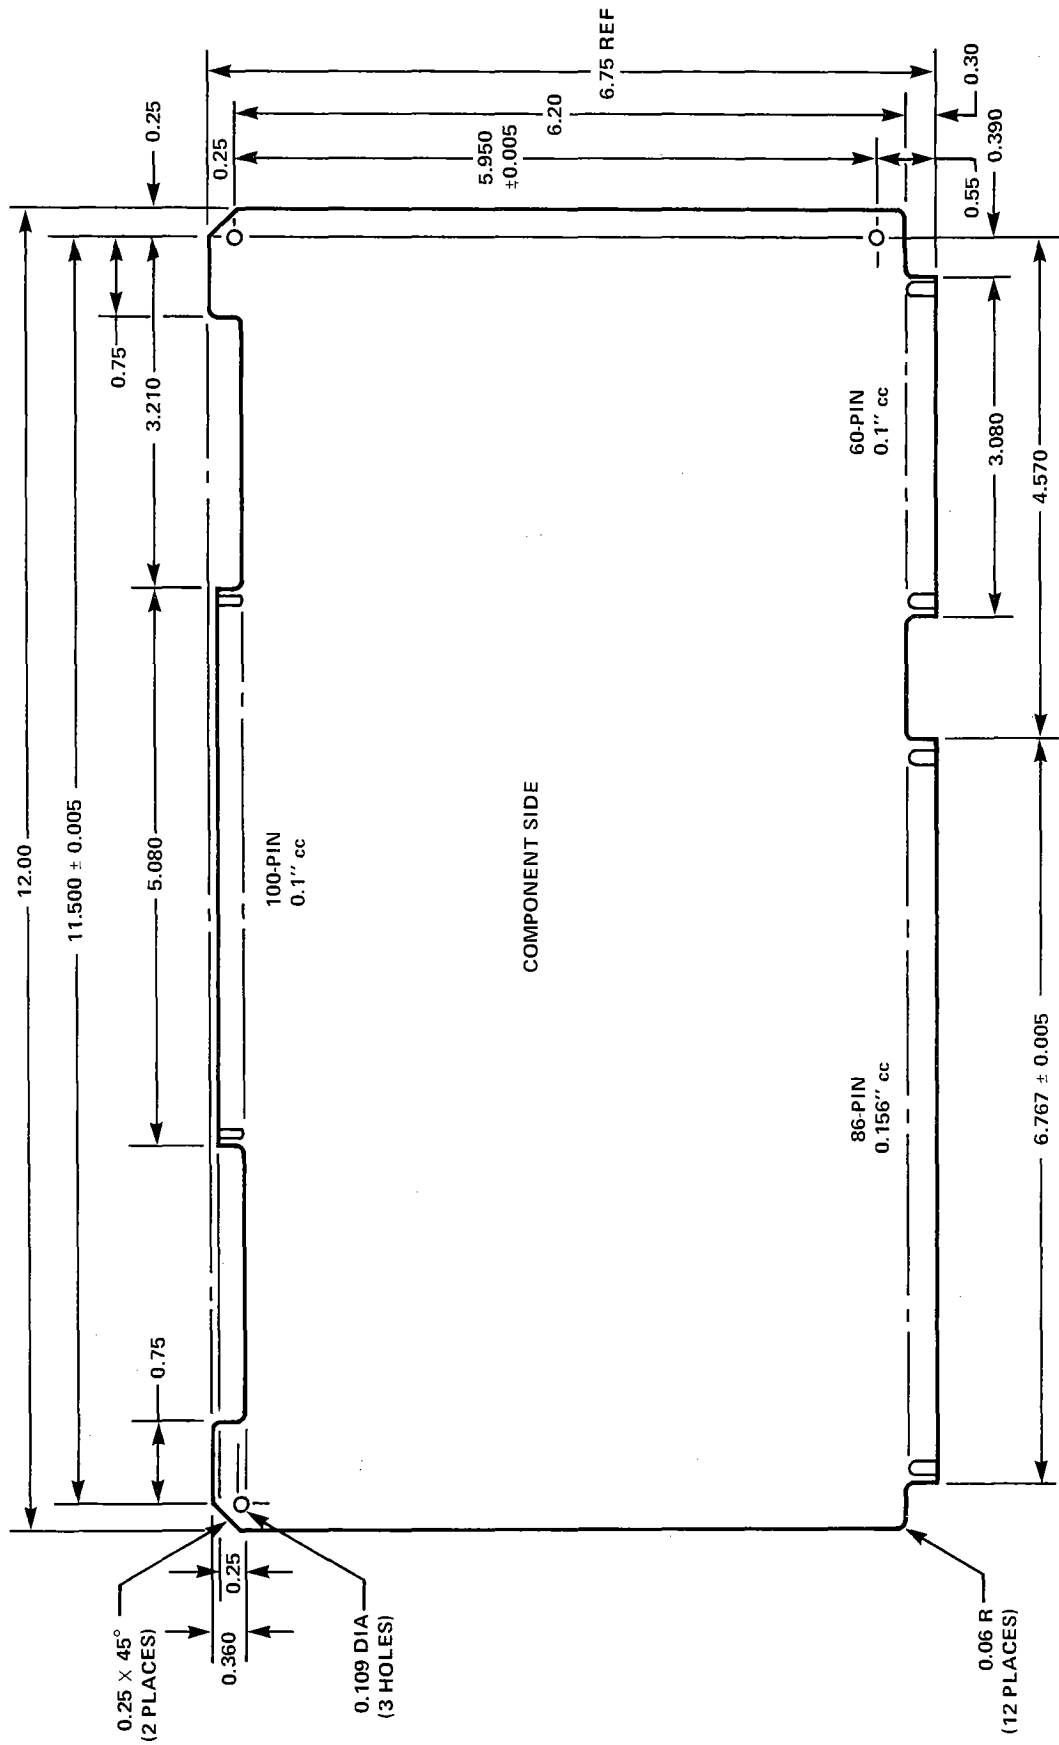 12.00
11.500 ± 0.005
0.25
0.75
0.75
3.210
5.080
0.25 × 45°
(2 PLACES)
0.360
0.25
0.25
0.109 DIA
(3 HOLES)
100-PIN
0.1″ cc
COMPONENT SIDE
5.950
±0.005
6.20
6.75 REF
86-PIN
0.156″ cc
60-PIN
0.1″ cc
0.06 R
(12 PLACES)
0.55
0.390
0.30
3.080
4.570
6.767 ± 0.005